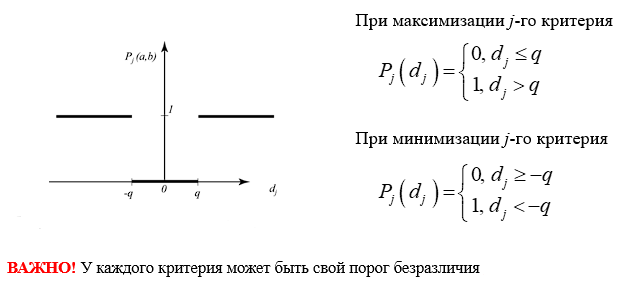 P_j(a,b)
1
-q
0
q
d_j
При максимизации j-го критерия
P_j(d_j)={0, d_j ≤ q
1, d_j > q
При минимизации j-го критерия
P_j(d_j)={0, d_j ≥ −q
1, d_j < −q
ВАЖНО! У каждого критерия может быть свой порог безразличия